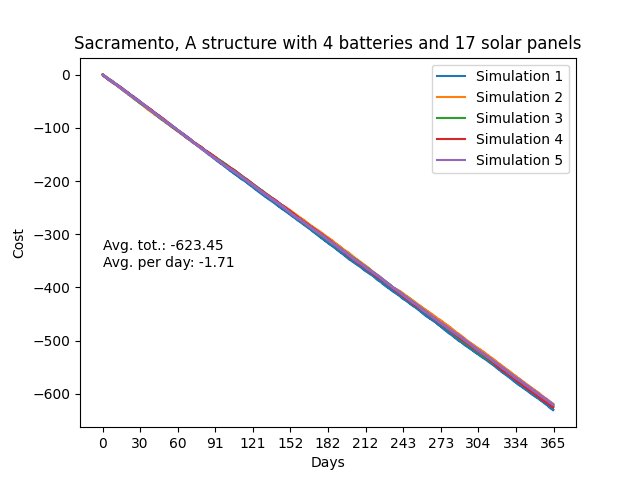 Sacramento, A structure with 4 batteries and 17 solar panels
Simulation 1
Simulation 2
Simulation 3
Simulation 4
Simulation 5
0
−100
−200
−300
−400
−500
−600
Cost
Avg. tot.: -623.45
Avg. per day: -1.71
0 30 60 91 121 152 182 212 243 273 304 334 365
Days